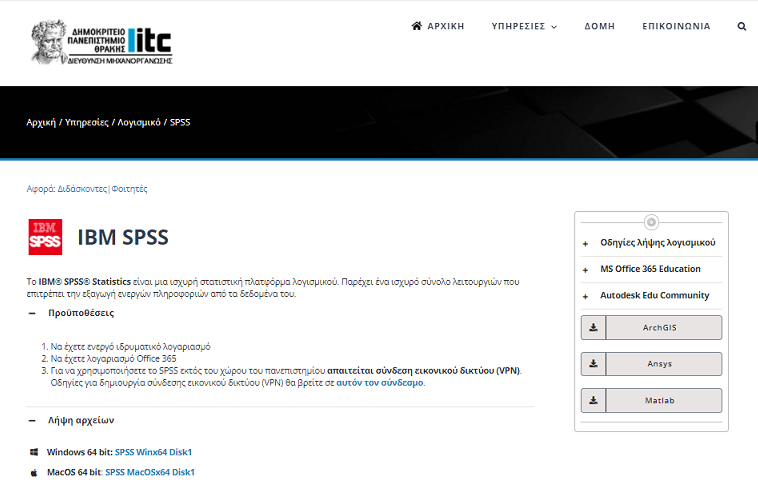 ΔΗΜΟΚΡΙΤΕΙΟ
ΠΑΝΕΠΙΣΤΗΜΙΟ
ΘΡΑΚΗΣ
itc
ΔΙΕΥΘΥΝΣΗ ΜΗΧΑΝΟΡΓΑΝΩΣΗΣ
ΑΡΧΙΚΗ ΥΠΗΡΕΣΙΕΣ ΔΟΜΗ ΕΠΙΚΟΙΝΩΝΙΑ
Αρχική / Υπηρεσίες / Λογισμικό / SPSS
Αφορά: Διδάσκοντες|Φοιτητές
IBM
SPSS
IBM SPSS
Το IBM® SPSS® Statistics είναι μια ισχυρή στατιστική πλατφόρμα λογισμικού. Παρέχει ένα ισχυρό σύνολο λειτουργιών που
επιτρέπει την εξαγωγή ενεργών πληροφοριών από τα δεδομένα του.
– Προϋποθέσεις
1. Να έχετε ενεργό ιδρυματικό λογαριασμό
2. Να έχετε λογαριασμό Office 365
3. Για να χρησιμοποιήσετε το SPSS εκτός του χώρου του πανεπιστημίου απαιτείται σύνδεση εικονικού δικτύου (VPN).
Οδηγίες για δημιουργία σύνδεσης εικονικού δικτύου (VPN) θα βρείτε σε αυτόν τον σύνδεσμο.
– Λήψη αρχείων
Windows 64 bit: SPSS Winx64 Disk1
MacOS 64 bit: SPSS MacOSx64 Disk1
+ Οδηγίες λήψης λογισμικού
+ MS Office 365 Education
+ Autodesk Edu Community
ArchGIS
Ansys
Matlab